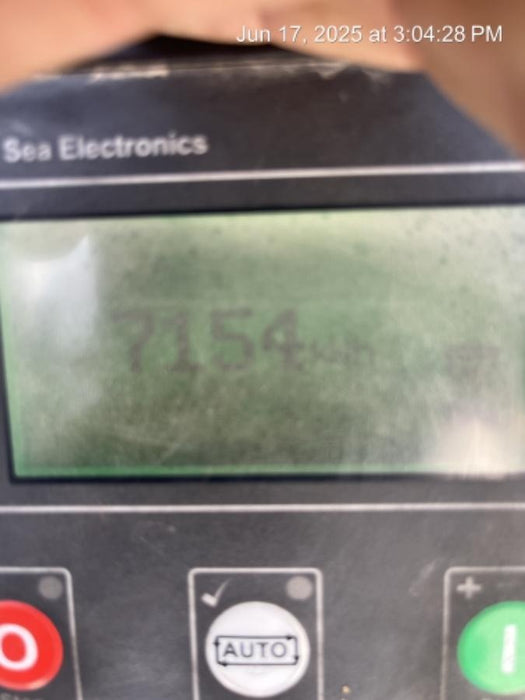 Jun 17, 2025 at 3:04:28 PM
Sea Electronics
7154
O
AUTO
+
I